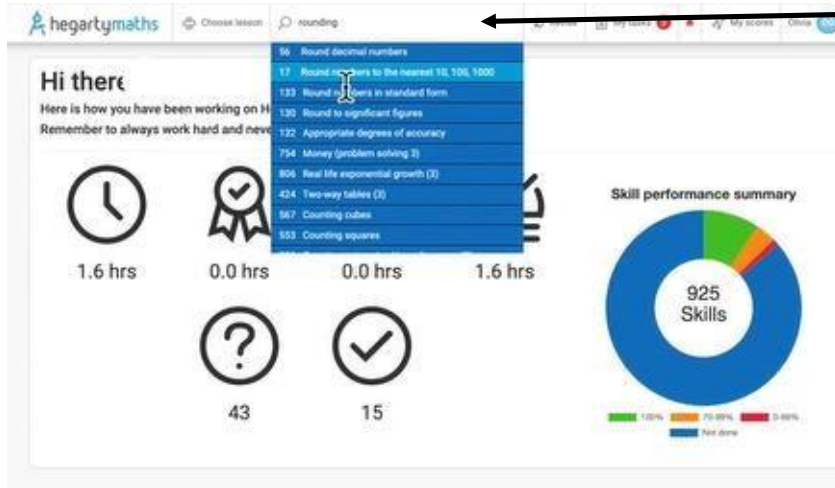 hegartymaths Choose lesson rounding My tasks My scores Olivia
56 Round decimal numbers
17 Round numbers to the nearest 10, 100, 1000
133 Round numbers in standard form
130 Round to significant figures
132 Appropriate degrees of accuracy
754 Money (problem solving 3)
806 Real life exponential growth (3)
424 Two-way tables (3)
567 Counting cubes
553 Counting squares
Hi there
Here is how you have been working on H
Remember to always work hard and neve
1.6 hrs 0.0 hrs 0.0 hrs 1.6 hrs
43 15
Skill performance summary
925
Skills
100% 70-99% 0-69%
Not done